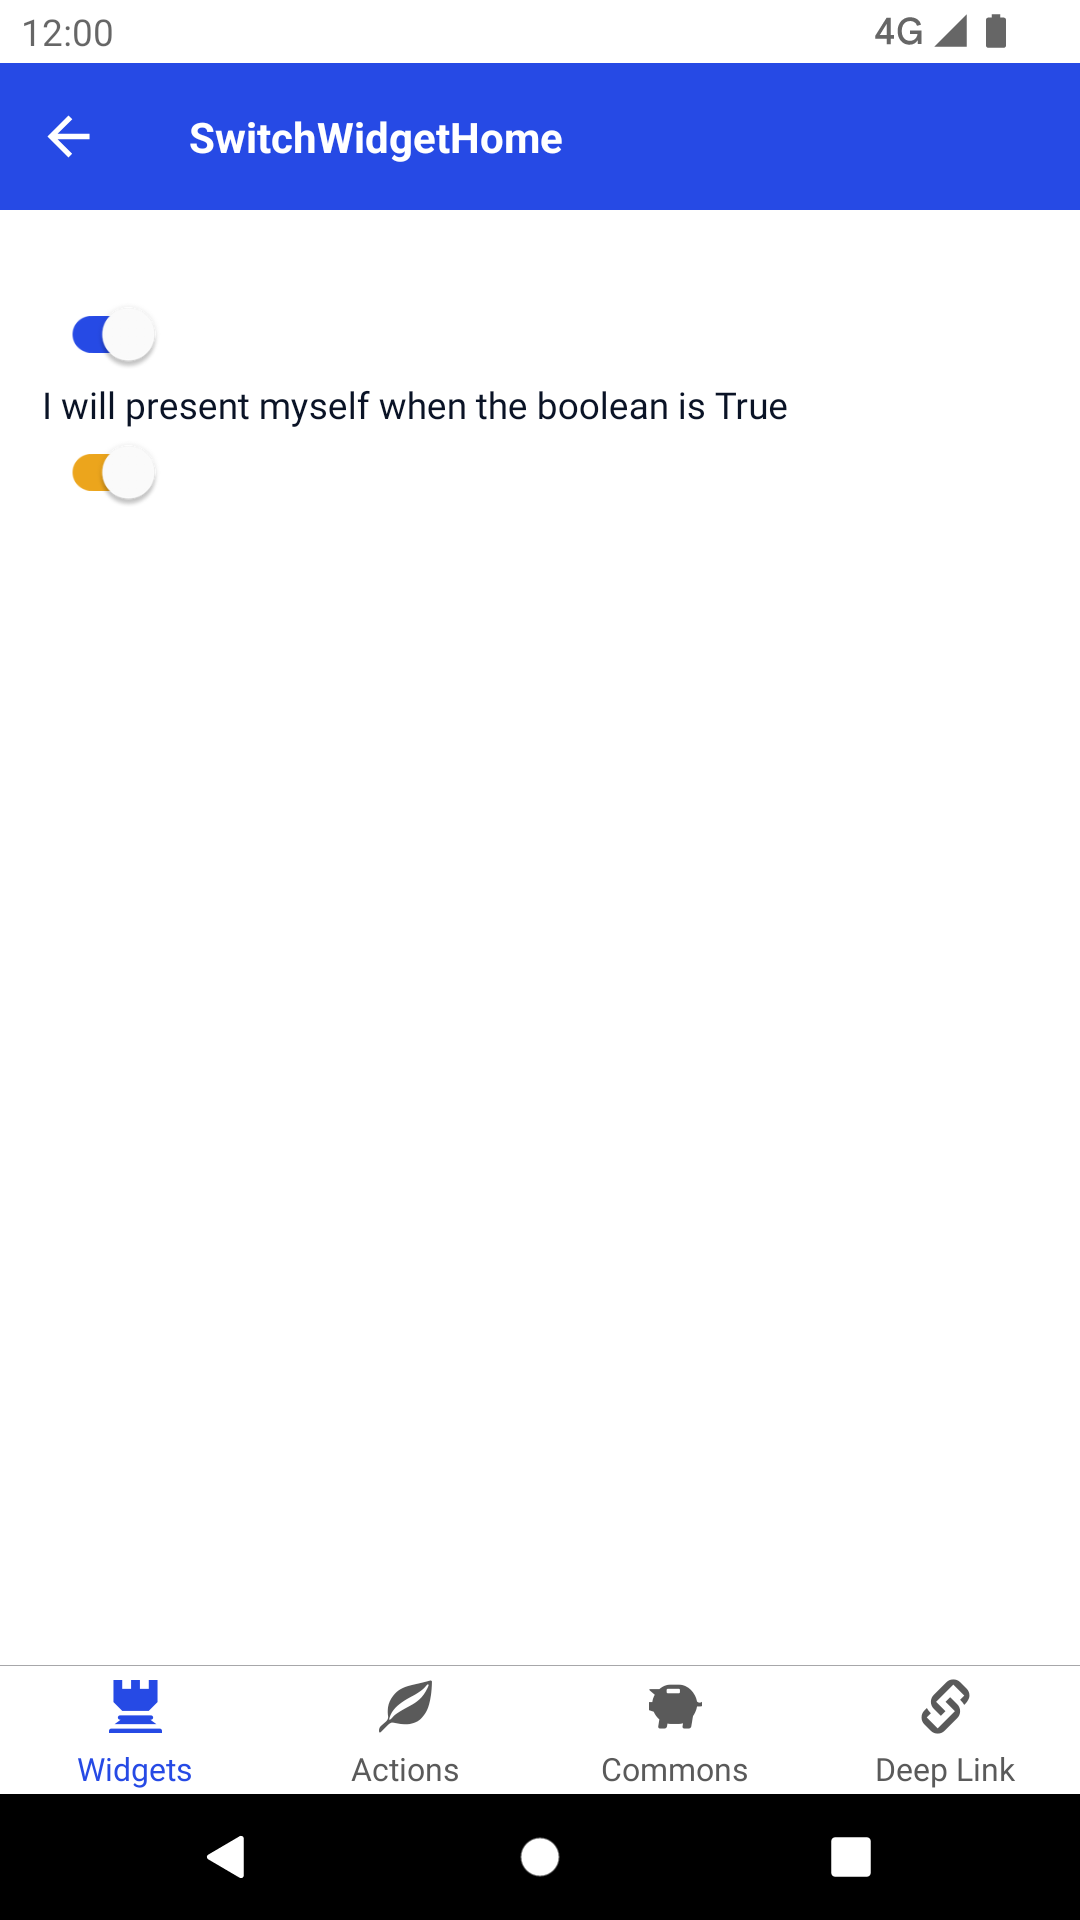 12:00 4G
SwitchWidgetHome
I will present myself when the boolean is True
Widgets Actions Commons Deep Link